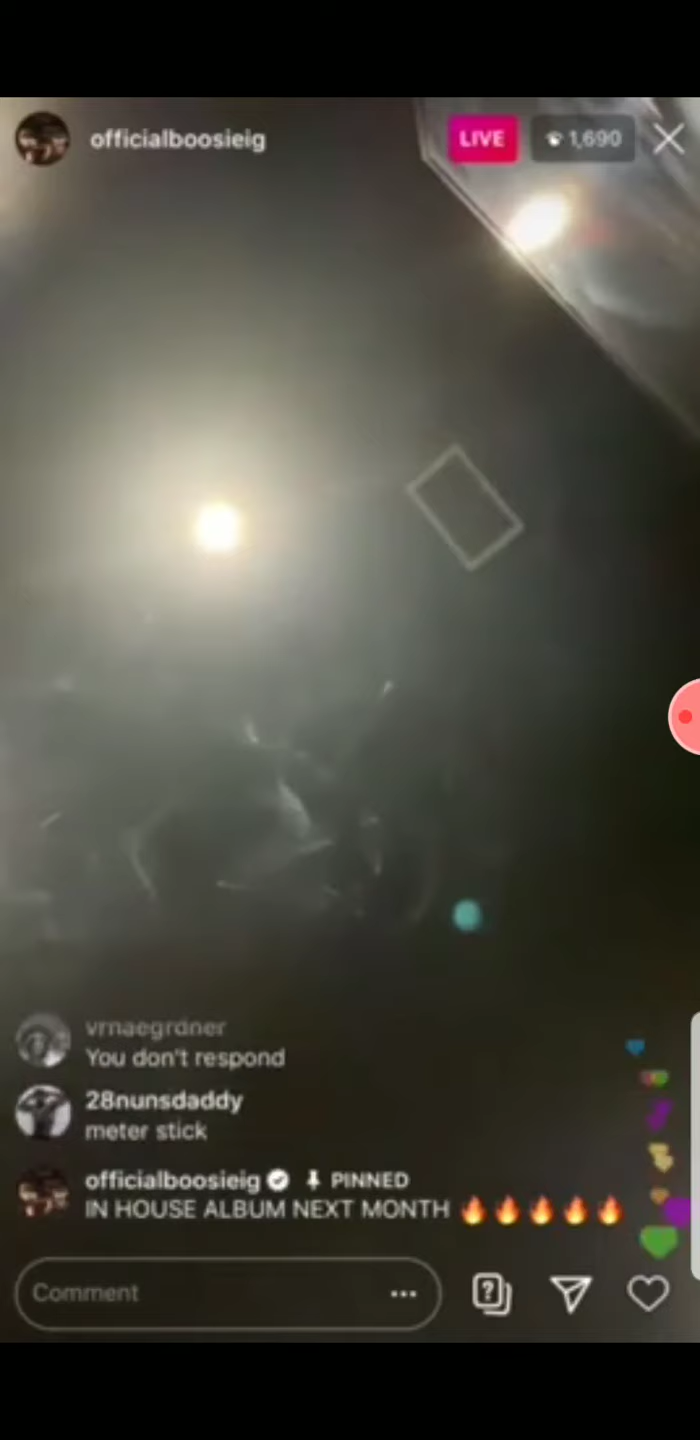 officialboosieig
LIVE
1,690
vrnaegrdner
You don't respond
28nunsdaddy
meter stick
officialboosieig PINNED
IN HOUSE ALBUM NEXT MONTH 🔥🔥🔥🔥🔥
Comment